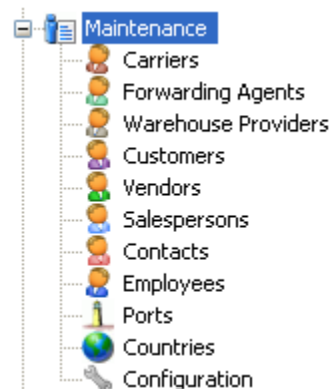 Maintenance
Carriers
Forwarding Agents
Warehouse Providers
Customers
Vendors
Salespersons
Contacts
Employees
Ports
Countries
Configuration